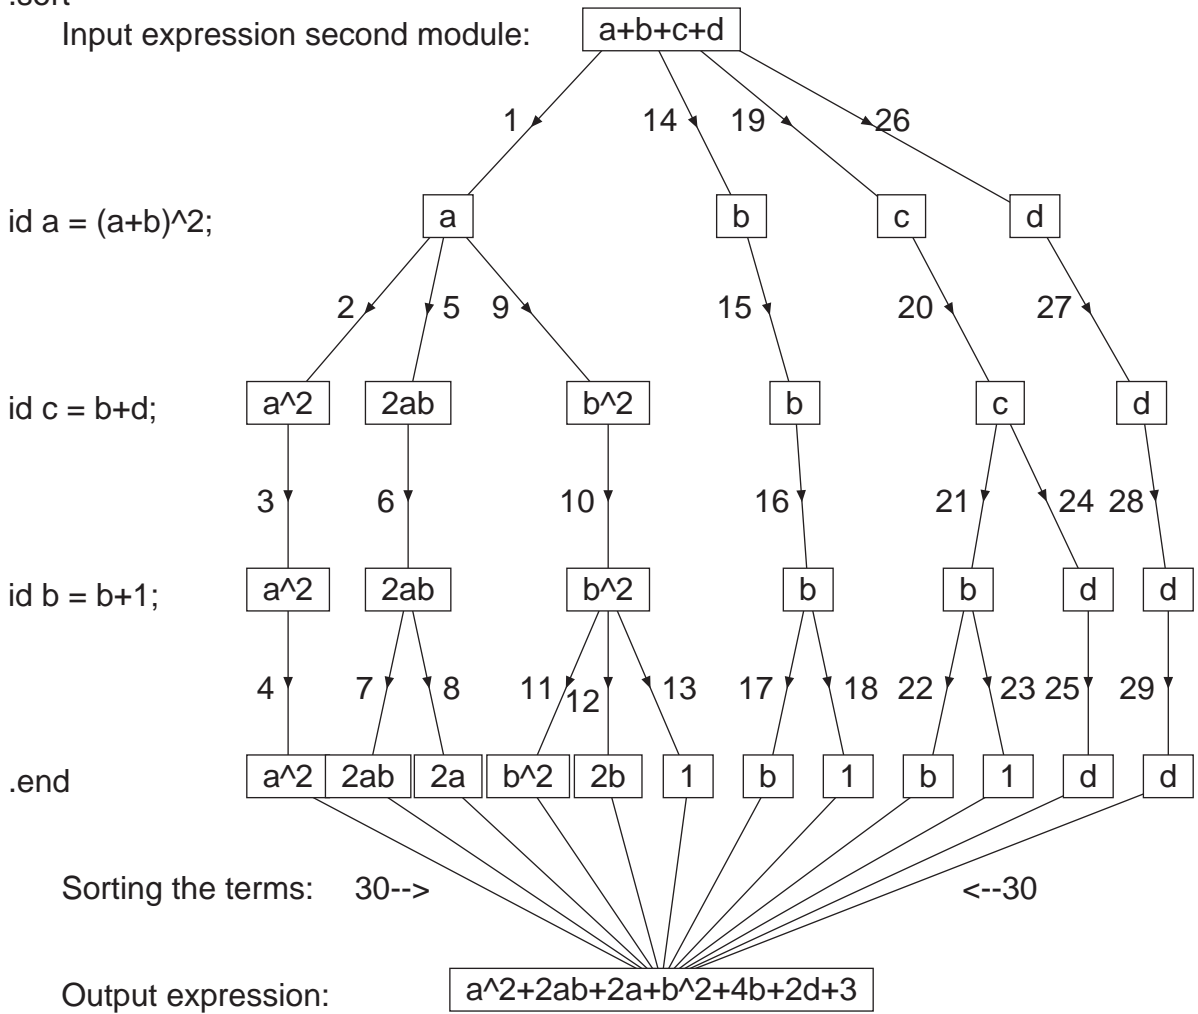 .sort
Input expression second module: a+b+c+d
1 14 19 26
id a = (a+b)^2; a b c d
2 5 9 15 20 27
id c = b+d; a^2 2ab b^2 b c d
3 6 10 16 21 24 28
id b = b+1; a^2 2ab b^2 b b d d
4 7 8 11 12 13 17 18 22 23 25 29
.end a^2 2ab 2a b^2 2b 1 b 1 b 1 d d
Sorting the terms: 30--> <--30
Output expression: a^2+2ab+2a+b^2+4b+2d+3